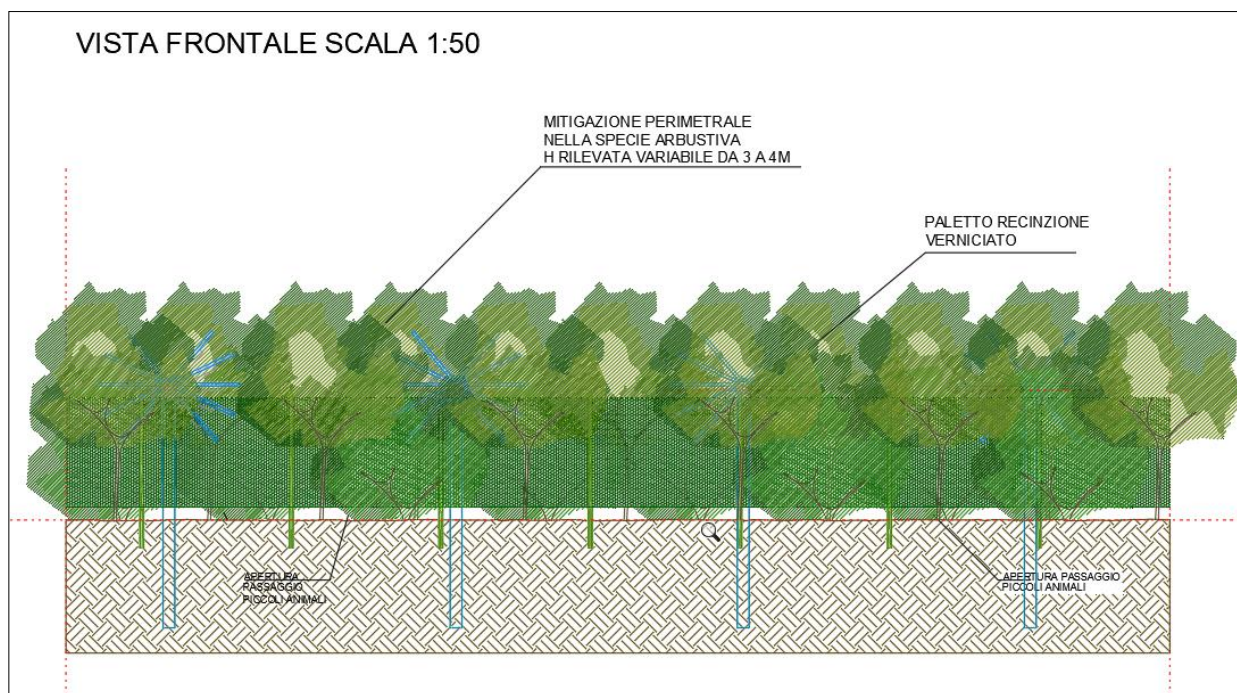 VISTA FRONTALE SCALA 1:50
MITIGAZIONE PERIMETRALE
NELLA SPECIE ARBUSTIVA
H RILEVATA VARIABILE DA 3 A 4M
PALETTO RECINZIONE
VERNICIATO
APERTURA
PASSAGGIO
PICCOLI ANIMALI
APERTURA PASSAGGIO
PICCOLI ANIMALI